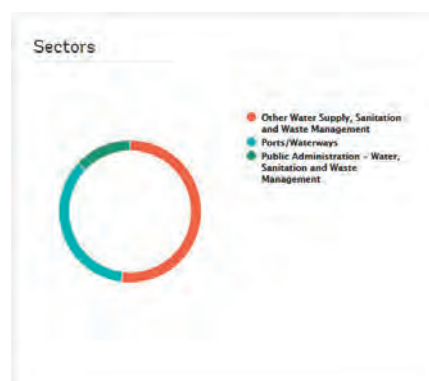 Sectors
Other Water Supply, Sanitation
and Waste Management
Ports/Waterways
Public Administration - Water,
Sanitation and Waste
Management